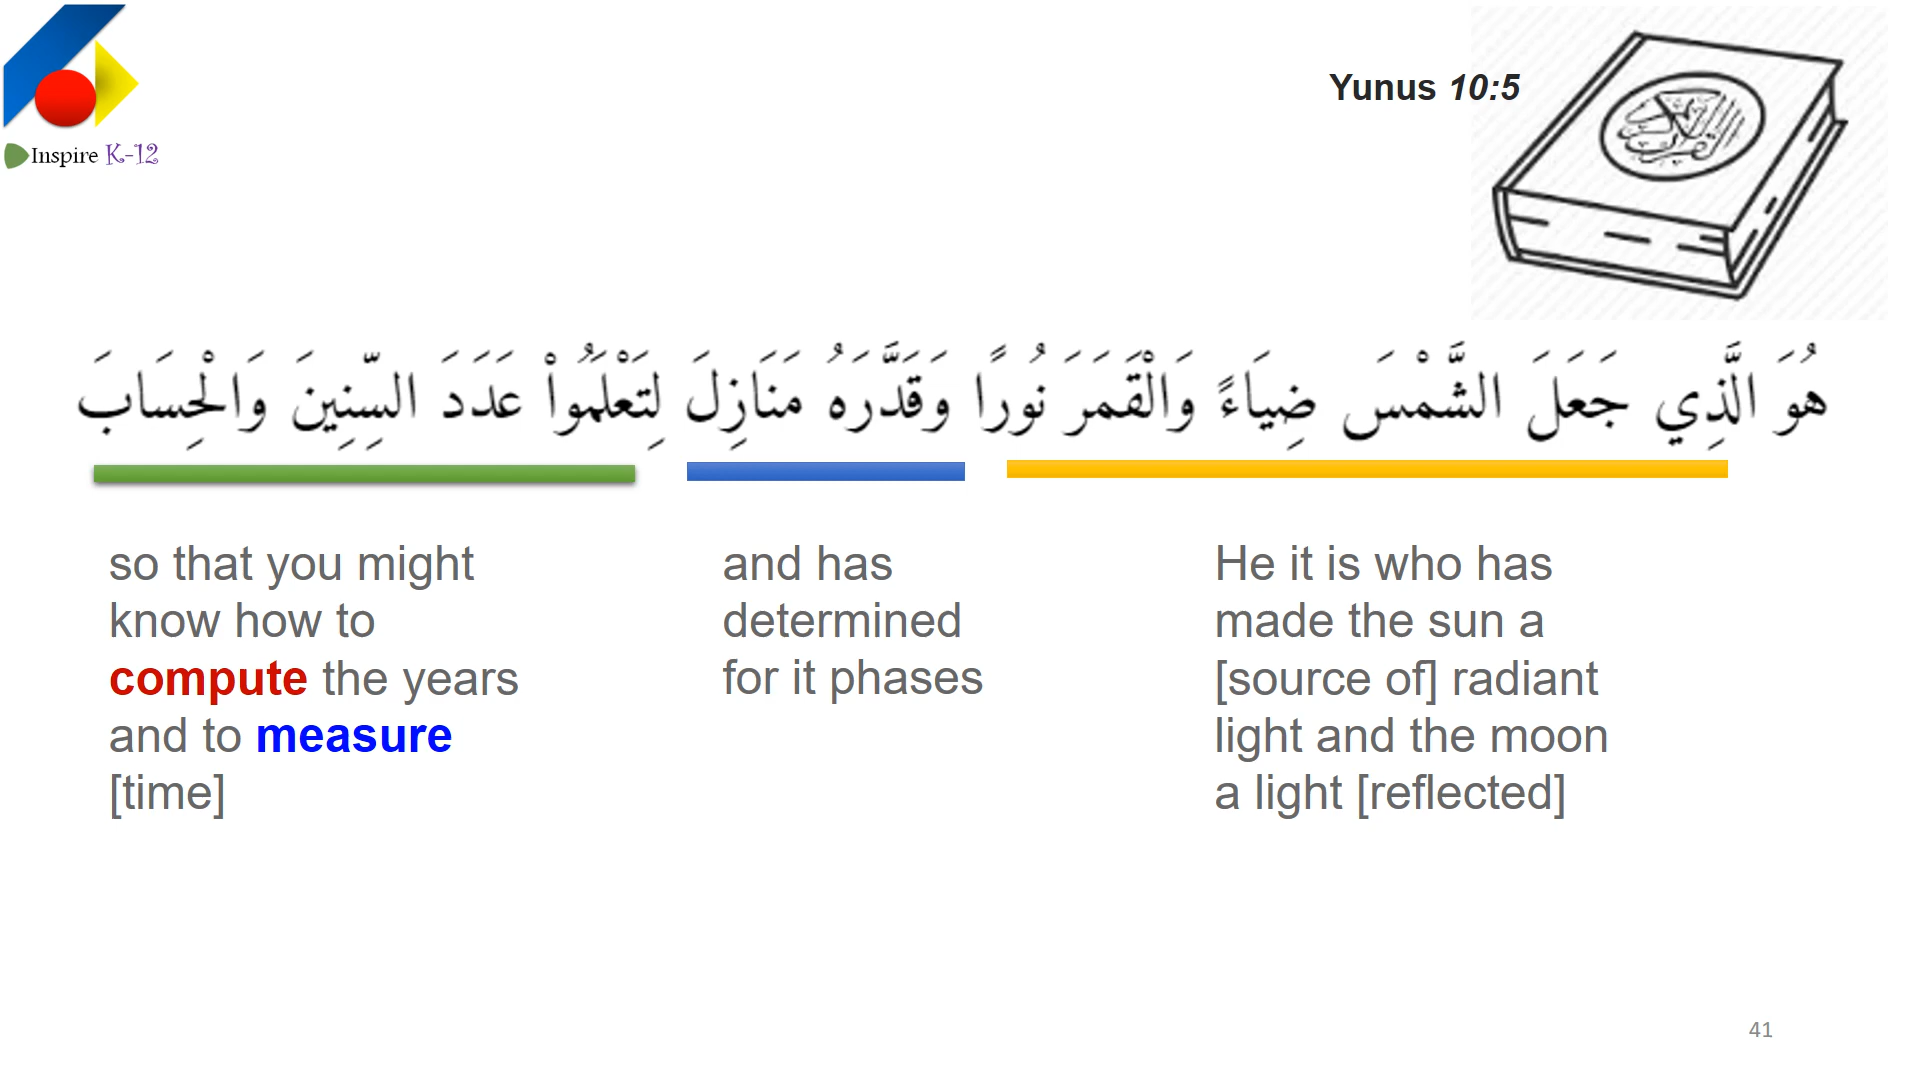 Inspire K-12
Yunus 10:5
هُوَ الَّذِي جَعَلَ الشَّمْسَ ضِيَاءً وَالْقَمَرَ نُورًا وَقَدَّرَهُ مَنَازِلَ لِتَعْلَمُواْ عَدَدَ السِّنِينَ وَالْحِسَابَ
He it is who has
made the sun a
[source of] radiant
light and the moon
a light [reflected]
and has
determined
for it phases
so that you might
know how to
compute the years
and to measure
[time]
41